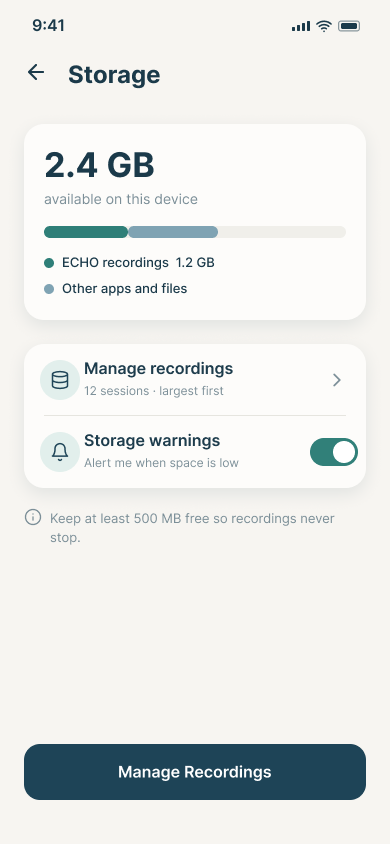 9:41
Storage
2.4 GB
available on this device
ECHO recordings 1.2 GB
Other apps and files
Manage recordings
12 sessions · largest first
Storage warnings
Alert me when space is low
Keep at least 500 MB free so recordings never
stop.
Manage Recordings